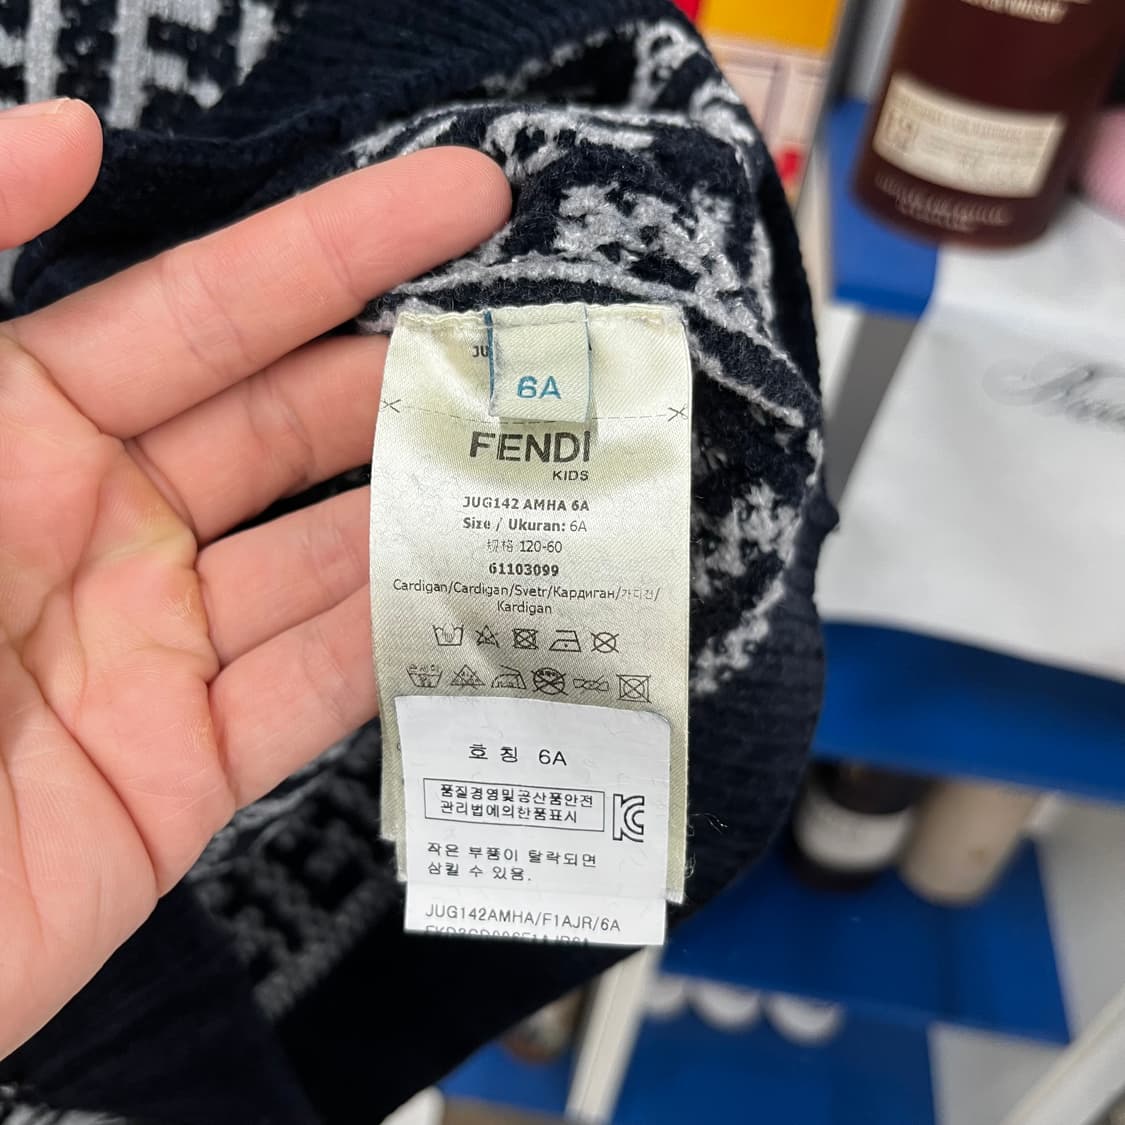 JU
6A
FENDI
KIDS
JUG142 AMHA 6A
Size / Ukuran: 6A
规格 120-60
61103099
Cardigan/Cardigan/Svetr/Кардиган/가디건/
Kardigan
호칭 6A
품질경영및공산품안전
관리법에의한품표시
작은 부품이 탈락되면
삼킬 수 있음.
JUG142AMHA/F1AJR/6A